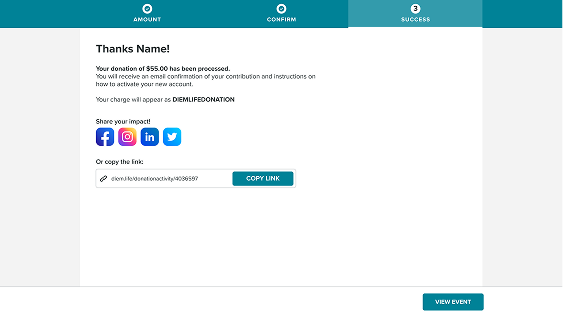 AMOUNT
CONFIRM
3
SUCCESS
Thanks Name!
Your donation of $55.00 has been processed.
You will receive an email confirmation of your contribution and instructions on
how to activate your new account.
Your charge will appear as DIEMLIFEDONATION
Share your impact!
in
Or copy the link:
diem.life/donationactivity/4036597
COPY LINK
VIEW EVENT